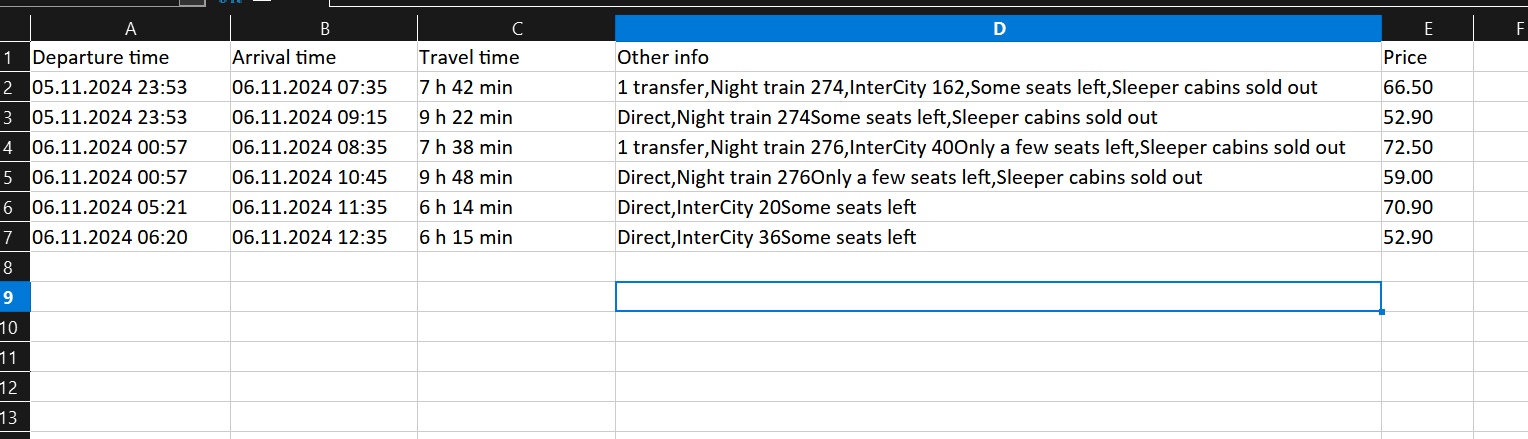 A B C D E F
1 Departure time Arrival time Travel time Other info Price
2 05.11.2024 23:53 06.11.2024 07:35 7 h 42 min 1 transfer,Night train 274,InterCity 162,Some seats left,Sleeper cabins sold out 66.50
3 05.11.2024 23:53 06.11.2024 09:15 9 h 22 min Direct,Night train 274Some seats left,Sleeper cabins sold out 52.90
4 06.11.2024 00:57 06.11.2024 08:35 7 h 38 min 1 transfer,Night train 276,InterCity 40Only a few seats left,Sleeper cabins sold out 72.50
5 06.11.2024 00:57 06.11.2024 10:45 9 h 48 min Direct,Night train 276Only a few seats left,Sleeper cabins sold out 59.00
6 06.11.2024 05:21 06.11.2024 11:35 6 h 14 min Direct,InterCity 20Some seats left 70.90
7 06.11.2024 06:20 06.11.2024 12:35 6 h 15 min Direct,InterCity 36Some seats left 52.90
8
9
10
11
12
13